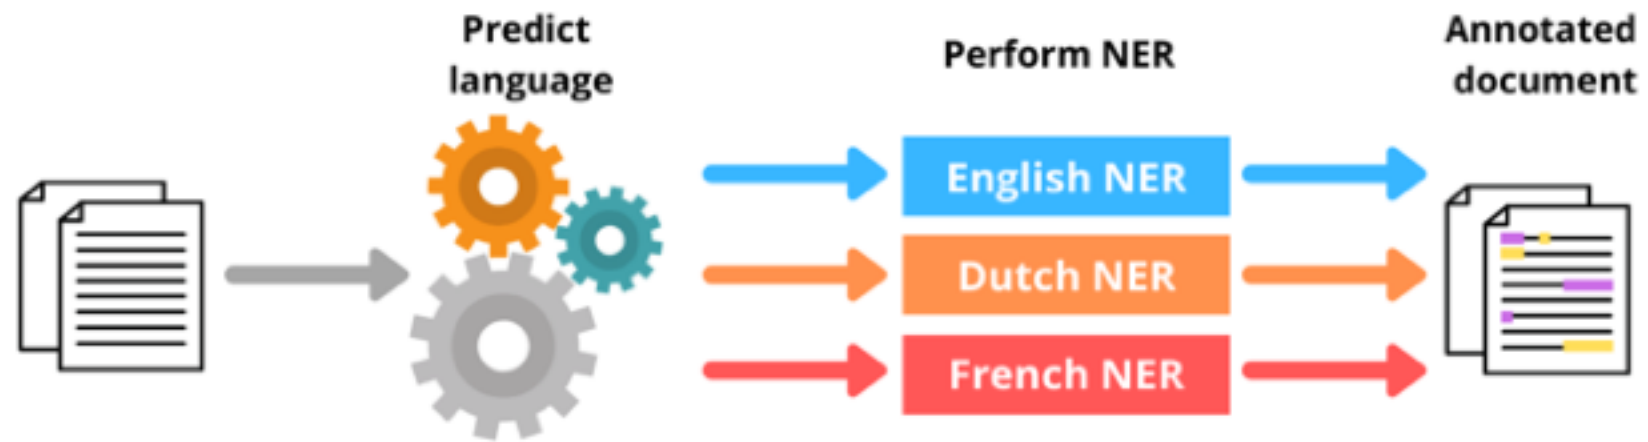 Predict
language
Perform NER
Annotated
document
English NER
Dutch NER
French NER